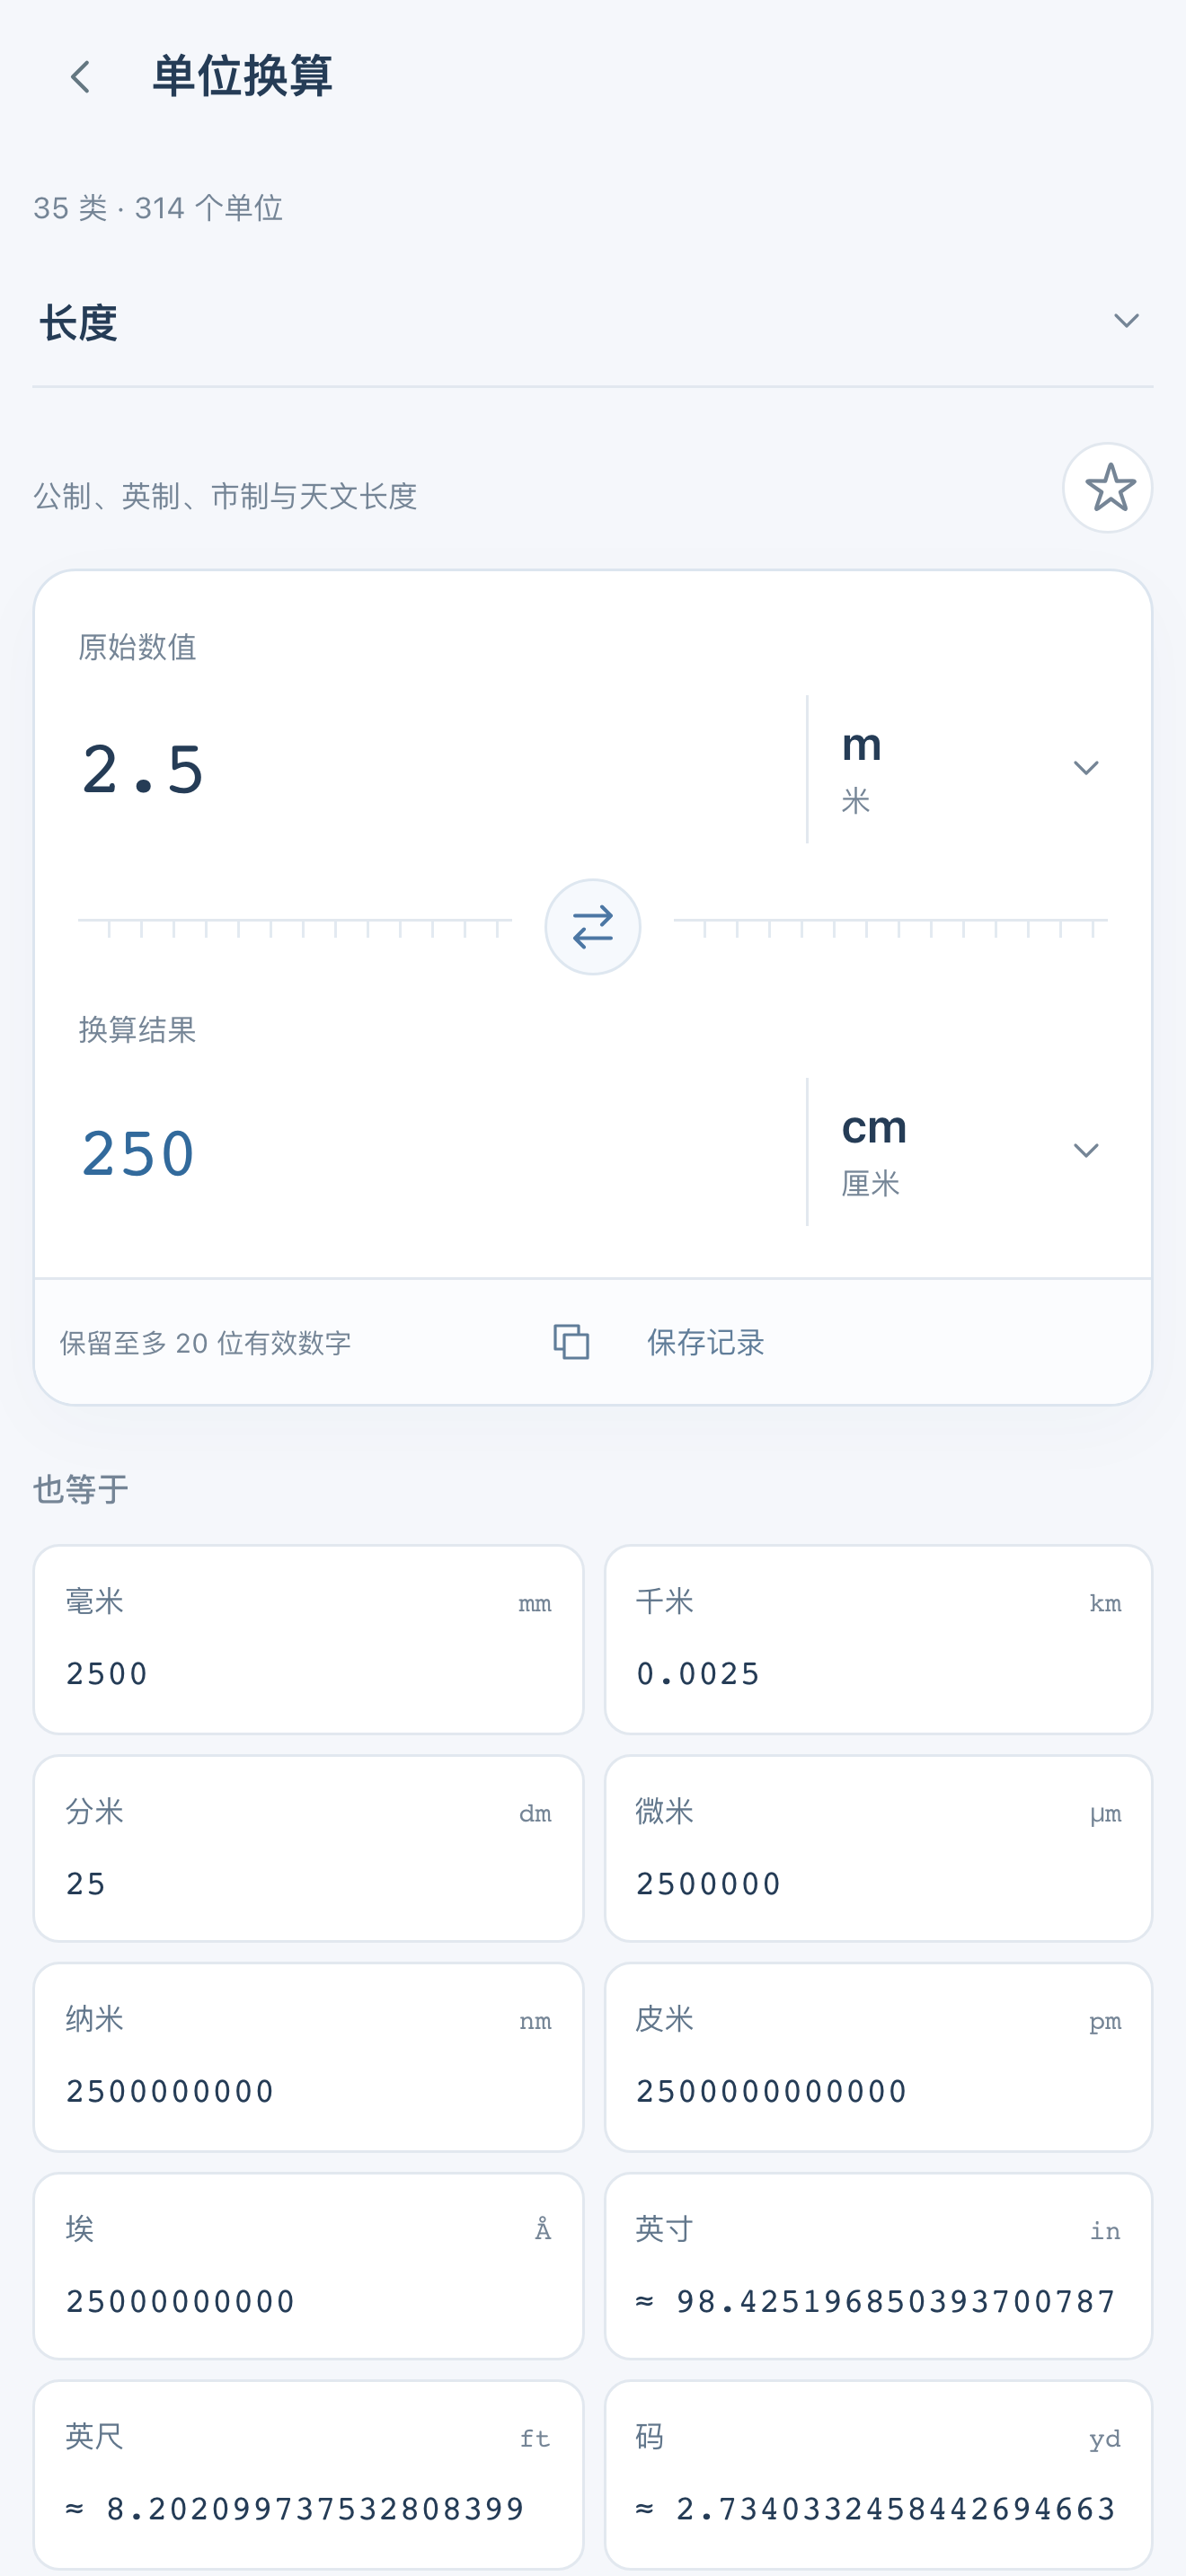 单位换算
35 类 · 314 个单位
长度
公制、英制、市制与天文长度
原始数值
2.5
m
米
换算结果
250
cm
厘米
保留至多 20 位有效数字
保存记录
也等于
毫米 mm
2500
千米 km
0.0025
分米 dm
25
微米 µm
2500000
纳米 nm
2500000000
皮米 pm
2500000000000
埃 Å
25000000000
英寸 in
≈ 98.425196850393700787
英尺 ft
≈ 8.202099737532808399
码 yd
≈ 2.7340332458442694663